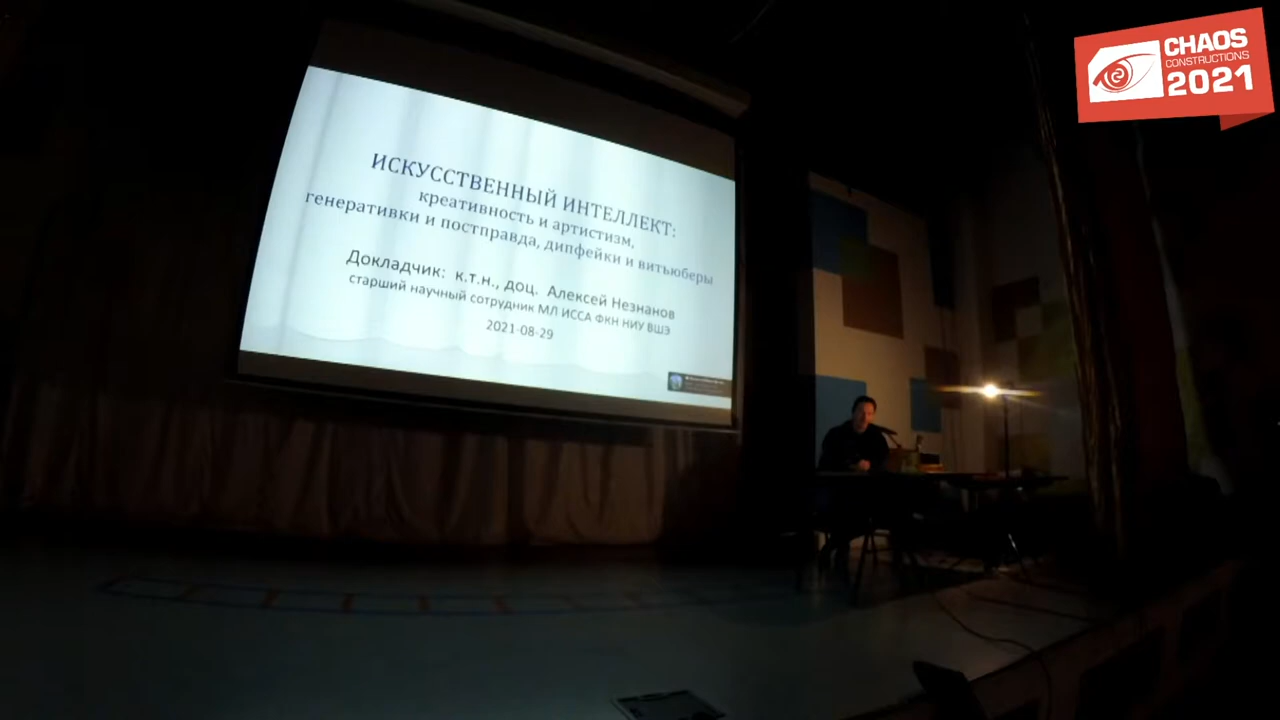 ИСКУССТВЕННЫЙ ИНТЕЛЛЕКТ:
креативность и артистизм,
генеративки и постправда, дипфейки и витьюберы
Докладчик: к.т.н., доц. Алексей Незнанов
старший научный сотрудник МЛ ИССА ФКН НИУ ВШЭ
2021-08-29
CHAOS
CONSTRUCTIONS
2021